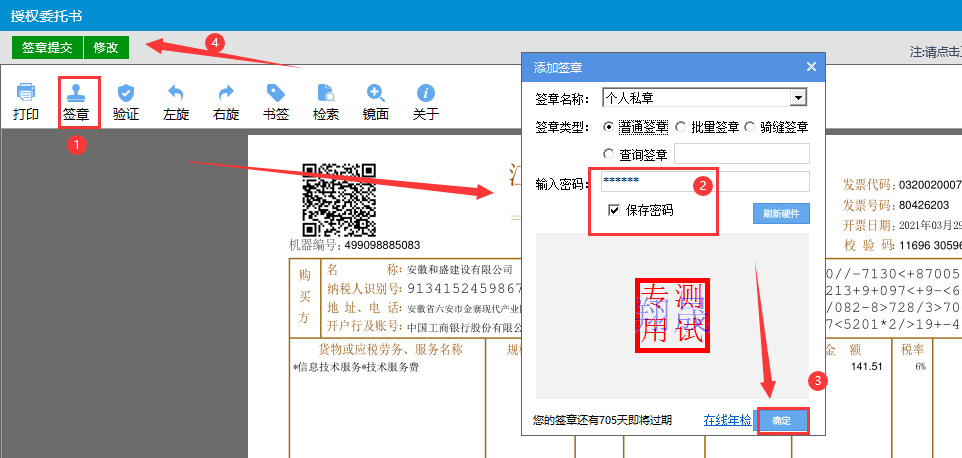 授权委托书
签章提交 修改
4
注:请点击
打印 签章 验证 左旋 右旋 书签 检索 镜面 关于
1
添加签章
签章名称: 个人私章
签章类型: 普通签章 批量签章 骑缝签章
查询签章
输入密码: ******
2
保存密码
刷新硬件
专测
用试
您的签章还有705天即将过期 在线年检 确定
3
机器编号: 499098885083
发票代码: 0320020007
发票号码: 80426203
开票日期: 2021年03月29
校 验 码: 11696 30596
购买方
名 称: 安徽和盛建设有限公司
纳税人识别号: 9134152459867
地 址、电 话: 安徽省六安市金寨现代产业
开户行及账号: 中国工商银行股份有限公
0//-7130<+87005
213+9+097<+9-<6
/082-8>728/3>70
7<5201*2/>19+-4
货物或应税劳务、服务名称 规 金 额 税率
*信息技术服务*技术服务费 141.51 6%